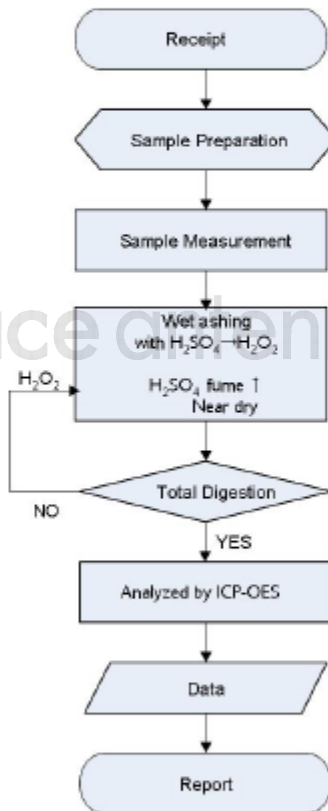 Receipt
Sample Preparation
Sample Measurement
Wet ashing
with H₂SO₄→H₂O₂
H₂O₂
H₂SO₄ fume ↑
Near dry
Total Digestion
NO
YES
Analyzed by ICP-OES
Data
Report